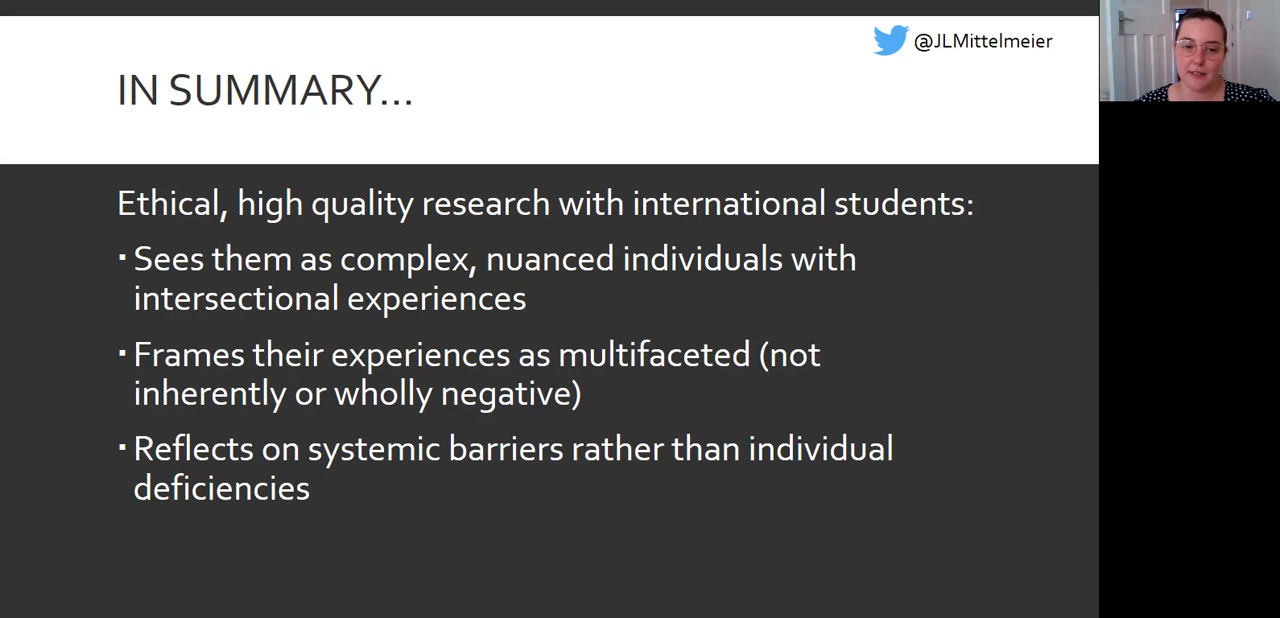 @JLMittelmeier
IN SUMMARY...
Ethical, high quality research with international students:
▪ Sees them as complex, nuanced individuals with
intersectional experiences
▪ Frames their experiences as multifaceted (not
inherently or wholly negative)
▪ Reflects on systemic barriers rather than individual
deficiencies